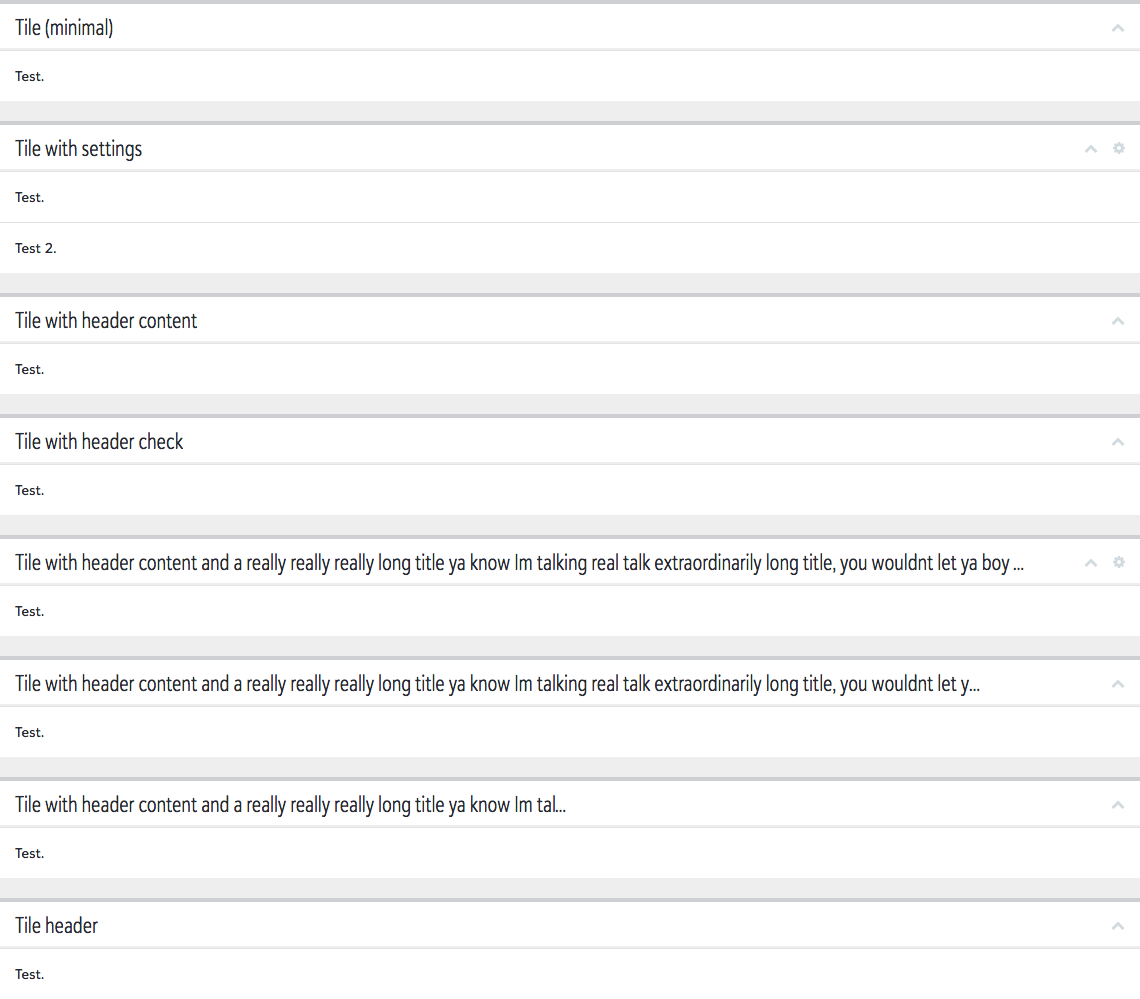 Tile (minimal)
Test.
Tile with settings
Test.
Test 2.
Tile with header content
Test.
Tile with header check
Test.
Tile with header content and a really really really long title ya know Im talking real talk extraordinarily long title, you wouldnt let ya boy ...
Test.
Tile with header content and a really really really long title ya know Im talking real talk extraordinarily long title, you wouldnt let y...
Test.
Tile with header content and a really really really long title ya know Im tal...
Test.
Tile header
Test.